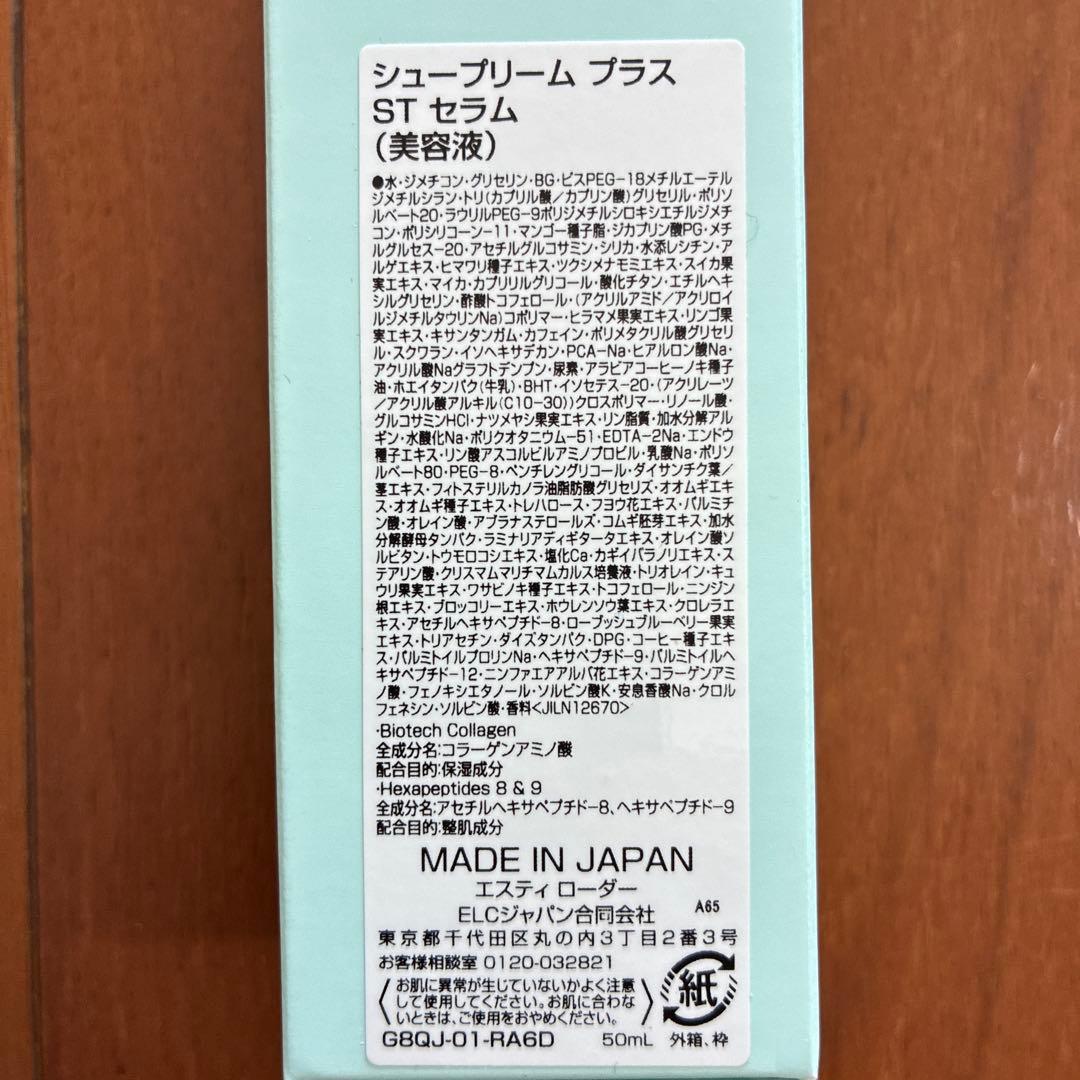 シュープリーム プラス
ST セラム
（美容液）
●水・ジメチコン・グリセリン・BG・ビスPEG-18メチルエーテル
ジメチルシラン・トリ(カプリル酸／カプリン酸)グリセリル・ポリソ
ルベート20・ラウリルPEG-9ポリジメチルシロキシエチルジメチ
コン・ポリシリコーン-11・マンゴー種子脂・ジカプリン酸PG・メチ
ルグルセス-20・アセチルグルコサミン・シリカ・水添レシチン・ア
ルゲエキス・ヒマワリ種子エキス・ツクシメナモミエキス・スイカ果
実エキス・マイカ・カプリリルグリコール・酸化チタン・エチルヘキ
シルグリセリン・酢酸トコフェロール・(アクリルアミド／アクリロイ
ルジメチルタウリンNa)コポリマー・ヒラマメ果実エキス・リンゴ果
実エキス・キサンタンガム・カフェイン・ポリメタクリル酸グリセリ
ル・スクワラン・イソヘキサデカン・PCA-Na・ヒアルロン酸Na・
アクリル酸Naグラフトデンプン・尿素・アラビアコーヒーノキ種子
油・ホエイタンパク(牛乳)・BHT・イソセテス-20・(アクリレーツ
／アクリル酸アルキル(C10-30))クロスポリマー・リノール酸・
グルコサミンHCl・ナツメヤシ果実エキス・リン脂質・加水分解アル
ギン・水酸化Na・ポリクオタニウム-51・EDTA-2Na・エンドウ
種子エキス・リン酸アスコルビルアミノプロピル・乳酸Na・ポリソ
ルベート80・PEG-8・ペンチレングリコール・ダイサンチク葉／
茎エキス・フィトステリルカノラ油脂肪酸グリセリズ・オオムギエキ
ス・オオムギ種子エキス・トレハロース・フヨウ花エキス・パルミチ
ン酸・オレイン酸・アブラナステロールズ・コムギ胚芽エキス・加水
分解酵母タンパク・ラミナリアディギタータエキス・オレイン酸ソ
ルビタン・トウモロコシエキス・塩化Ca・カギイバラノリエキス・ス
テアリン酸・クリスマムマリチマムカルス培養液・トリオレイン・キュ
ウリ果実エキス・ワサビノキ種子エキス・トコフェロール・ニンジン
根エキス・ブロッコリーエキス・ホウレンソウ葉エキス・クロレラエ
キス・アセチルヘキサペプチド-8・ローブッシュブルーベリー果実
エキス・トリアセチン・ダイズタンパク・DPG・コーヒー種子エキ
ス・パルミトイルプロリンNa・ヘキサペプチド-9・パルミトイルヘ
キサペプチド-12・ニンファエアアルバ花エキス・コラーゲンアミ
ノ酸・フェノキシエタノール・ソルビン酸K・安息香酸Na・クロル
フェネシン・ソルビン酸・香料<JILN12670>
・Biotech Collagen
全成分名：コラーゲンアミノ酸
配合目的：保湿成分
・Hexapeptides 8 & 9
全成分名：アセチルヘキサペプチド-8、ヘキサペプチド-9
配合目的：整肌成分
MADE IN JAPAN
エスティ ローダー
ELCジャパン合同会社 A65
東京都千代田区丸の内3丁目2番3号
お客様相談室 0120-032821
お肌に異常が生じていないかよく注意
して使用してください。お肌に合わな
いときは、ご使用をおやめください。
紙
G8QJ-01-RA6D 50mL 外箱、枠